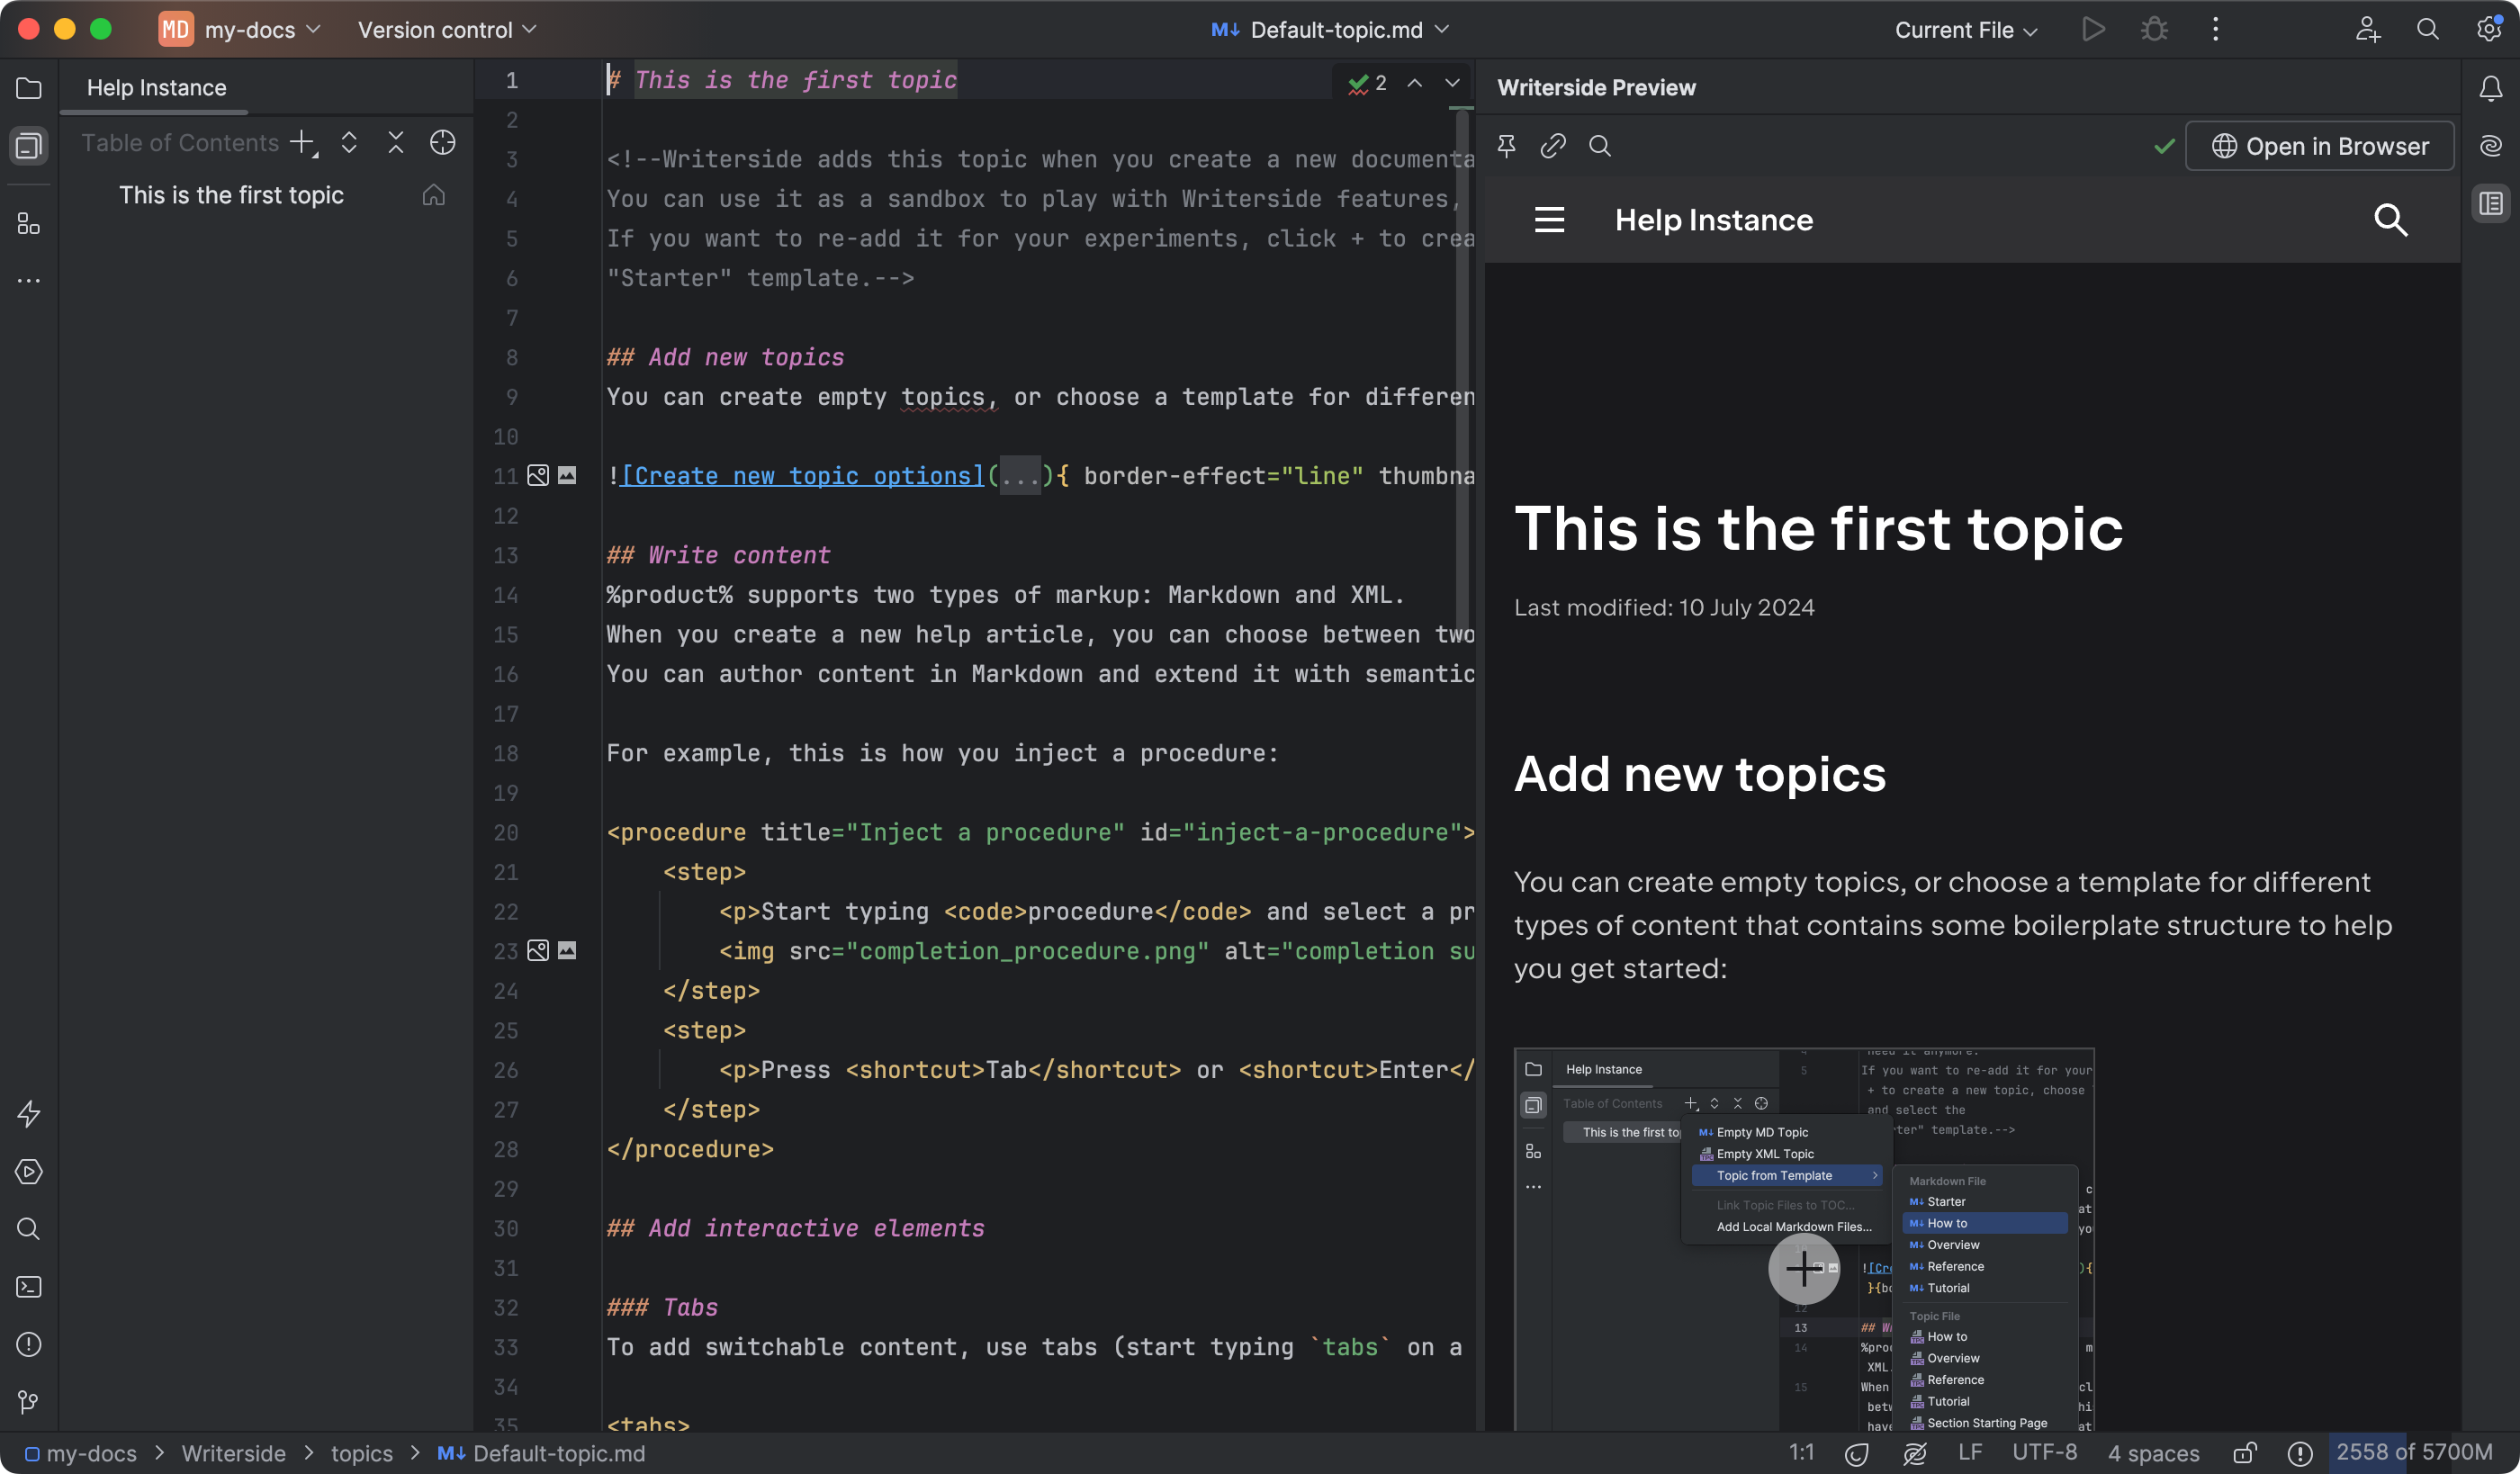 MD my-docs Version control
M↓ Default-topic.md
Current File
Help Instance
Table of Contents
This is the first topic
1 # This is the first topic
2
3 <!--Writerside adds this topic when you create a new documenta
4 You can use it as a sandbox to play with Writerside features,
5 If you want to re-add it for your experiments, click + to crea
6 "Starter" template.-->
7
8 ## Add new topics
9 You can create empty topics, or choose a template for differen
10
11 ![Create new topic options](...){ border-effect="line" thumbna
12
13 ## Write content
14 %product% supports two types of markup: Markdown and XML.
15 When you create a new help article, you can choose between two
16 You can author content in Markdown and extend it with semantic
17
18 For example, this is how you inject a procedure:
19
20 <procedure title="Inject a procedure" id="inject-a-procedure">
21 <step>
22 <p>Start typing <code>procedure</code> and select a pr
23 <img src="completion_procedure.png" alt="completion su
24 </step>
25 <step>
26 <p>Press <shortcut>Tab</shortcut> or <shortcut>Enter</
27 </step>
28 </procedure>
29
30 ## Add interactive elements
31
32 ### Tabs
33 To add switchable content, use tabs (start typing `tabs` on a
34
35 <tabs>
2
Writerside Preview
Open in Browser
Help Instance
This is the first topic
Last modified: 10 July 2024
Add new topics
You can create empty topics, or choose a template for different
types of content that contains some boilerplate structure to help
you get started:
Help Instance
Table of Contents
This is the first to
Empty MD Topic
Empty XML Topic
Topic from Template
Link Topic Files to TOC...
Add Local Markdown Files...
need it anymore.
5 If you want to re-add it for your
+ to create a new topic, choose
and select the
ter" template.-->
Markdown File
M↓ Starter
M↓ How to
M↓ Overview
M↓ Reference
M↓ Tutorial
Topic File
How to
Overview
Reference
Tutorial
Section Starting Page
![Cre
}{bo
12
13 ## W
14 %proc
XML.
15 When
betw
have
my-docs > Writerside > topics > M↓ Default-topic.md
1:1 LF UTF-8 4 spaces 2558 of 5700M